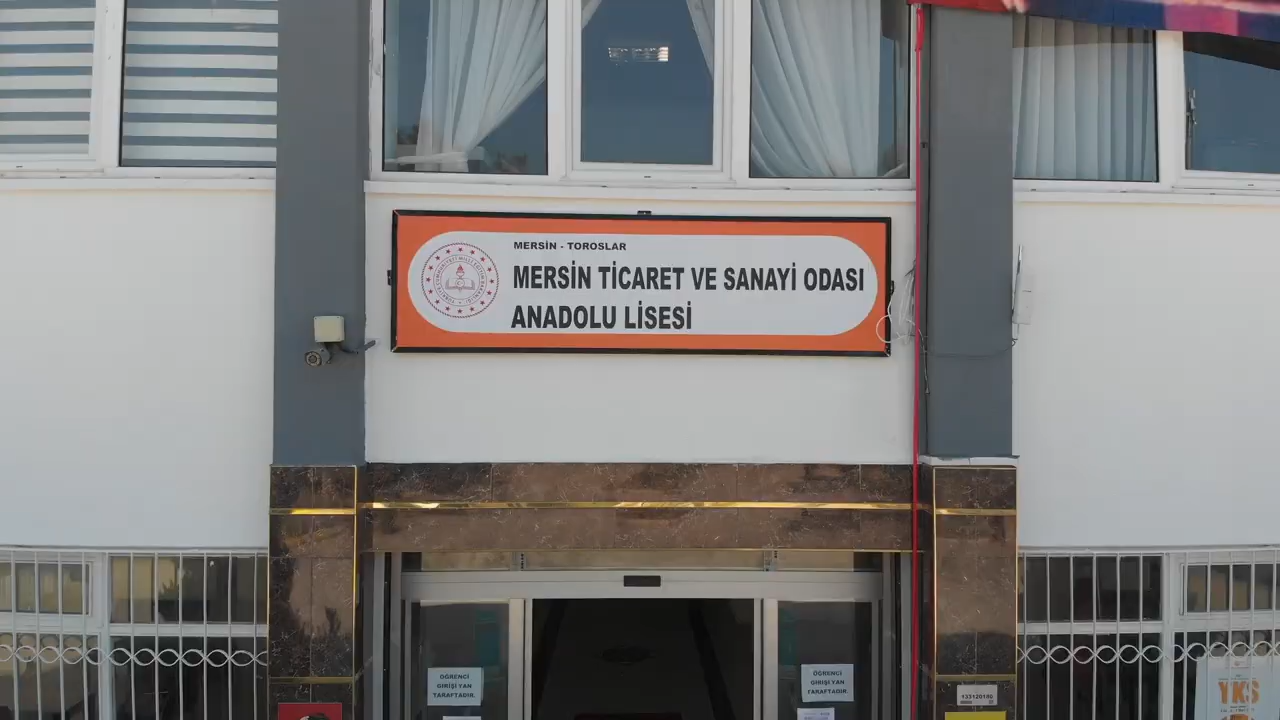 MERSİN - TOROSLAR
MERSİN TİCARET VE SANAYİ ODASI
ANADOLU LİSESİ
ÖĞRENCİ
GİRİŞİ YAN
TARAFTADIR.
ÖĞRENCİ
GİRİŞİ YAN
TARAFTADIR.
YKS